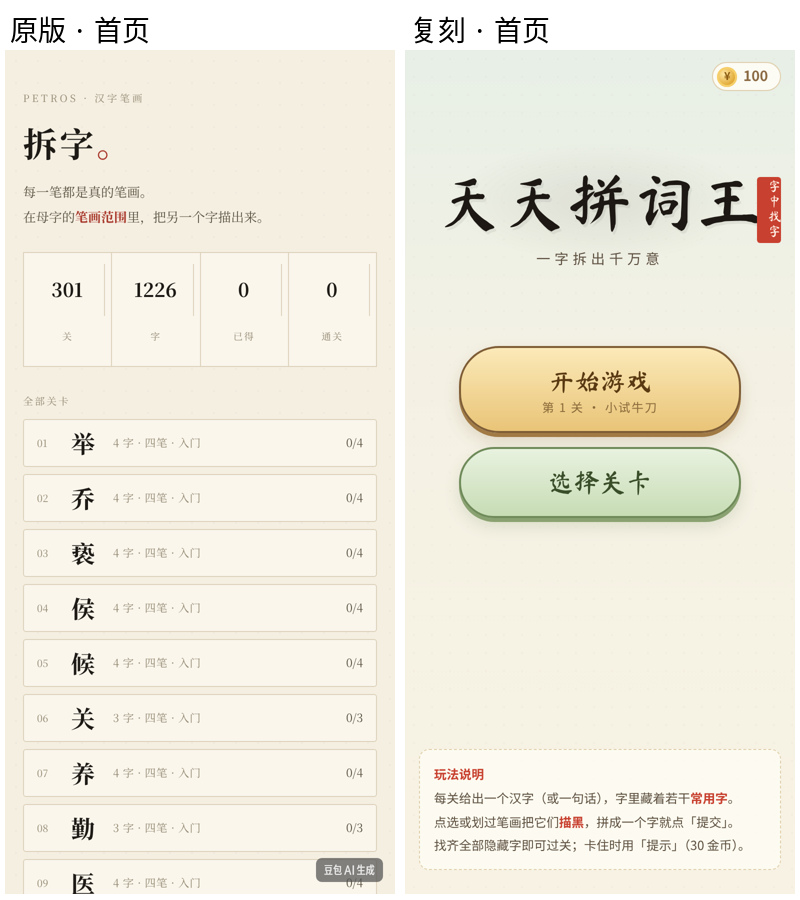 原版 · 首页
PETROS · 汉字笔画
拆字。
每一笔都是真的笔画。
在母字的笔画范围里，把另一个字描出来。
301 1226 0 0
关 字 已得 通关
全部关卡
01 举 4 字 · 四笔 · 入门 0/4
02 乔 4 字 · 四笔 · 入门 0/4
03 亵 4 字 · 四笔 · 入门 0/4
04 侯 4 字 · 四笔 · 入门 0/4
05 候 4 字 · 四笔 · 入门 0/4
06 关 3 字 · 四笔 · 入门 0/3
07 养 4 字 · 四笔 · 入门 0/4
08 勤 3 字 · 四笔 · 入门 0/3
09 医 4 字 · 四笔 · 入门 0/4
豆包 AI 生成
复刻 · 首页
¥ 100
天天拼词王
字中找字
一字拆出千万意
开始游戏
第 1 关 · 小试牛刀
选择关卡
玩法说明
每关给出一个汉字（或一句话），字里藏着若干常用字。
点选或划过笔画把它们描黑，拼成一个字就点「提交」。
找齐全部隐藏字即可过关；卡住时用「提示」（30 金币）。